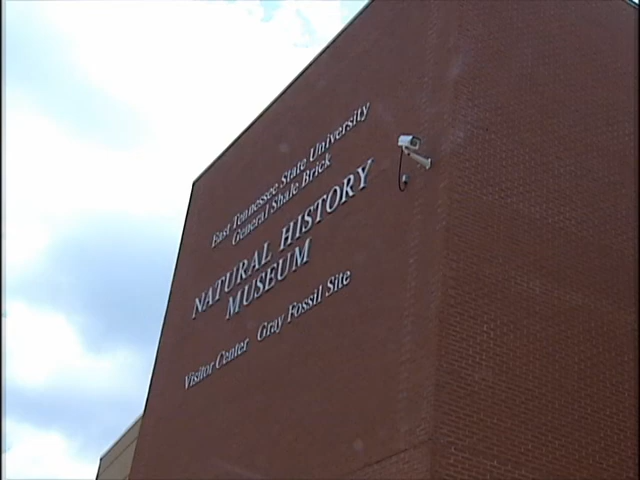 East Tennessee State University
General Shale Brick
NATURAL HISTORY
MUSEUM
Visitor Center Gray Fossil Site